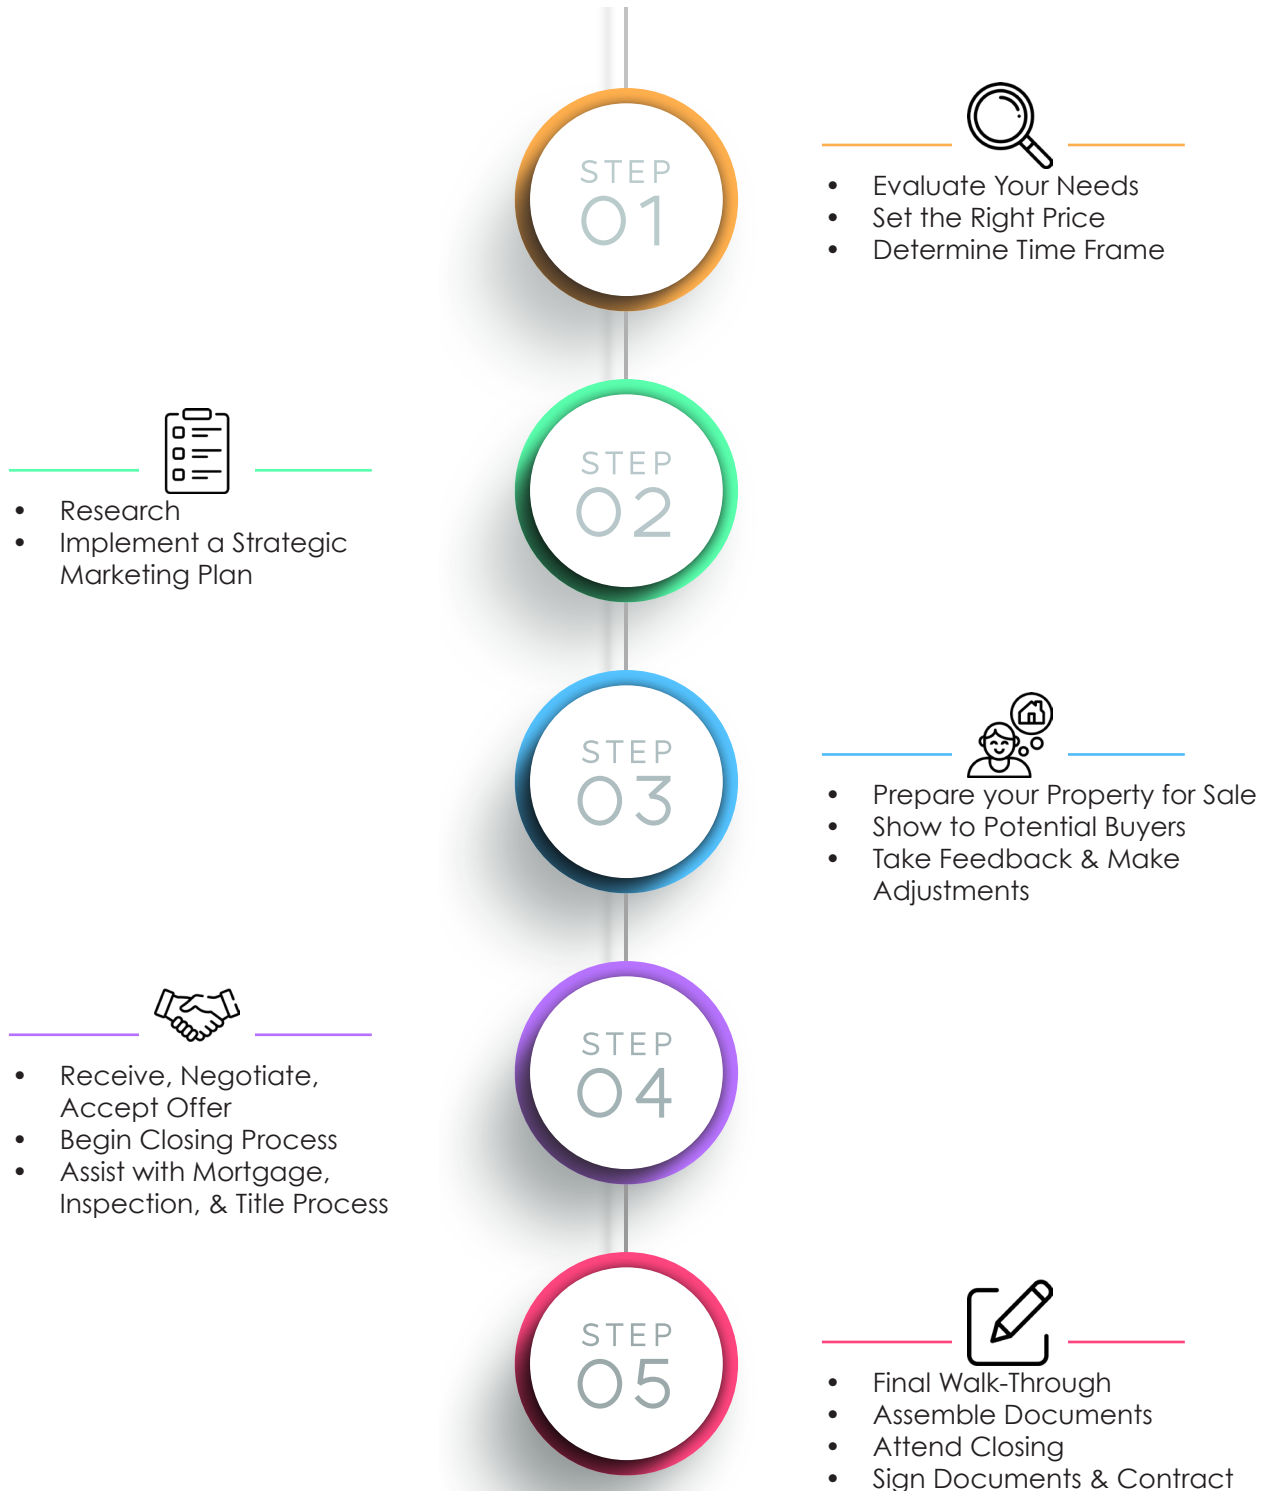 STEP
01
• Evaluate Your Needs
• Set the Right Price
• Determine Time Frame
STEP
02
• Research
• Implement a Strategic
Marketing Plan
STEP
03
• Prepare your Property for Sale
• Show to Potential Buyers
• Take Feedback & Make
Adjustments
STEP
04
• Receive, Negotiate,
Accept Offer
• Begin Closing Process
• Assist with Mortgage,
Inspection, & Title Process
STEP
05
• Final Walk-Through
• Assemble Documents
• Attend Closing
• Sign Documents & Contract